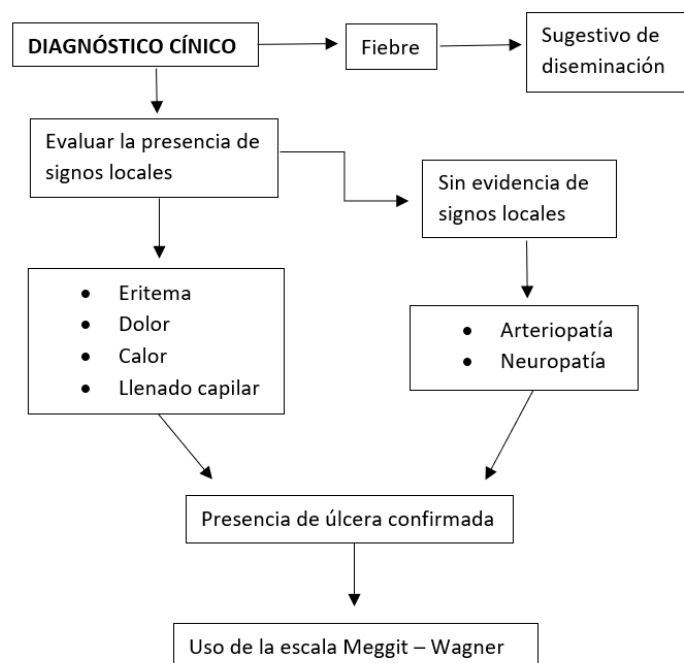 DIAGNÓSTICO CÍNICO
Fiebre
Sugestivo de
diseminación
Evaluar la presencia de
signos locales
Sin evidencia de
signos locales
• Eritema
• Dolor
• Calor
• Llenado capilar
• Arteriopatía
• Neuropatía
Presencia de úlcera confirmada
Uso de la escala Meggit – Wagner